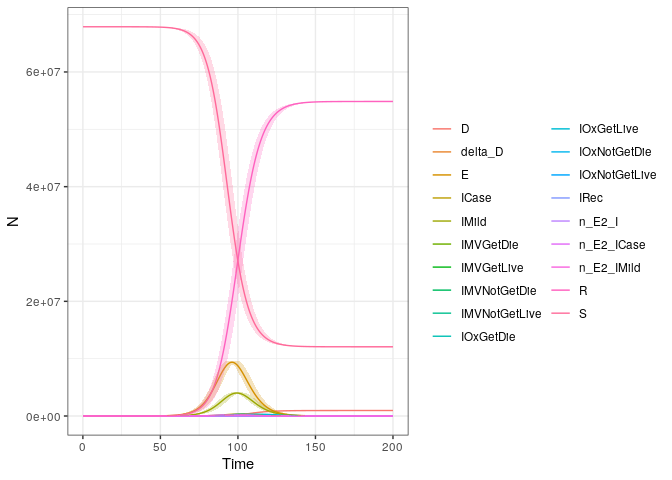 N
6e+07
4e+07
2e+07
0e+00
0
50
100
150
200
Time
D
delta_D
E
ICase
IMild
IMVGetDie
IMVGetLive
IMVNotGetDie
IMVNotGetLive
IOxGetDie
IOxGetLive
IOxNotGetDie
IOxNotGetLive
IRec
n_E2_I
n_E2_ICase
n_E2_IMild
R
S